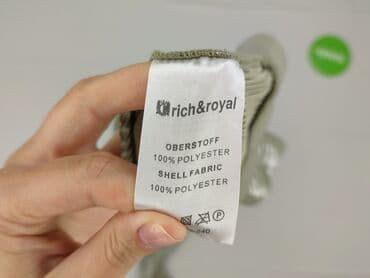 rich&royal
OBERSTOFF
100% POLYESTER
SHELL FABRIC
100% POLYESTER
P